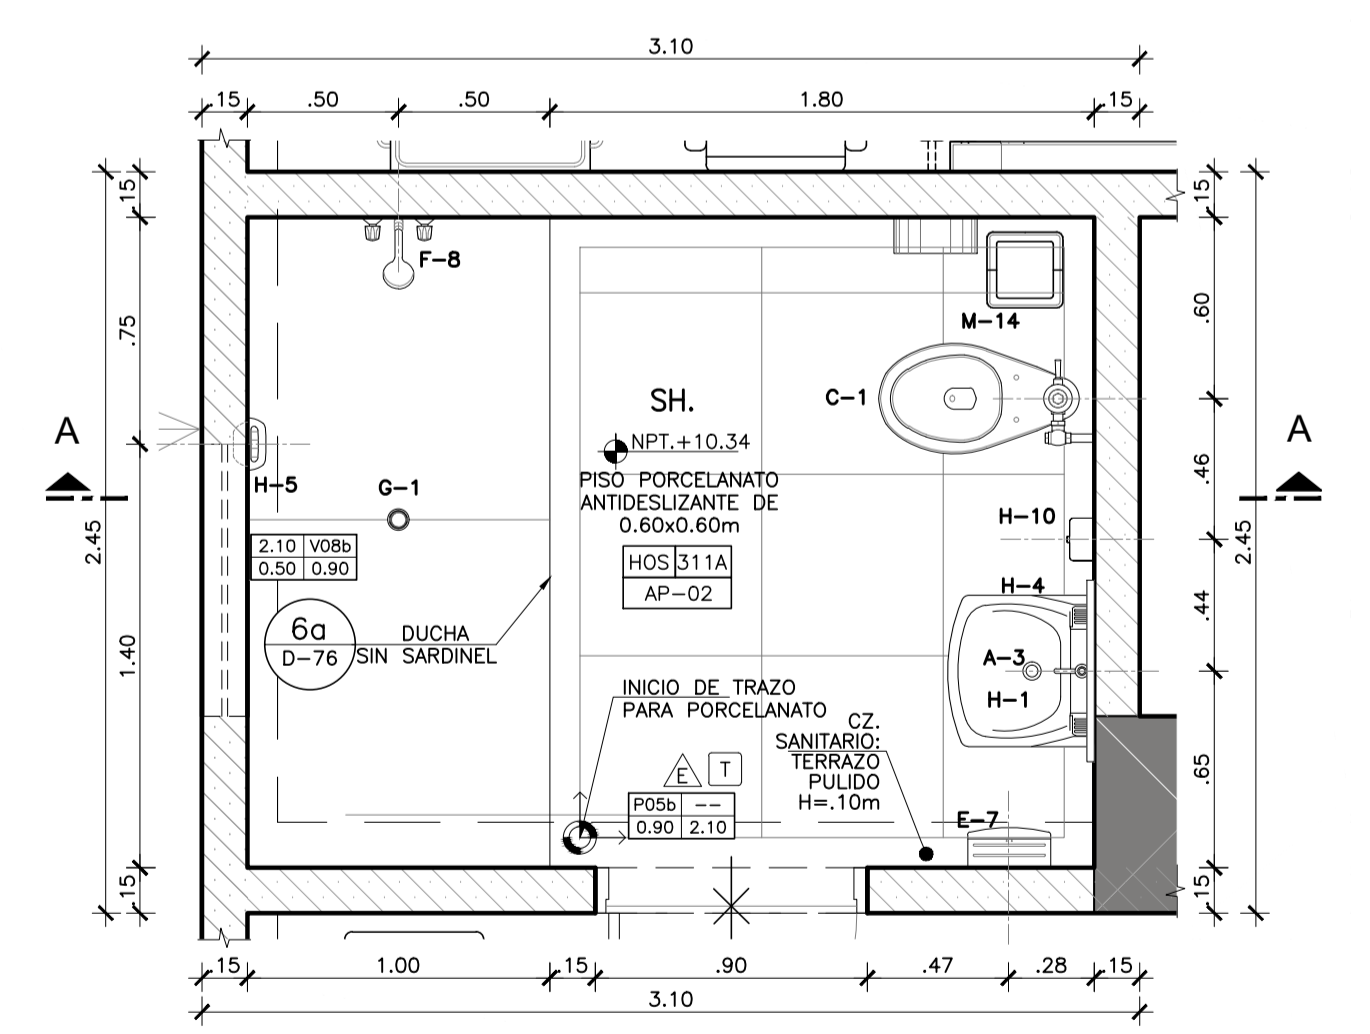 3.10
.15 .50 .50 1.80 .15
.15
.15
F-8
.75
.60
M-14
C-1
SH.
A
A
NPT.+10.34
.46
PISO PORCELANATO
H-5
G-1
ANTIDESLIZANTE DE
0.60x0.60m
H-10
2.45
2.45
2.10 V08b
0.50 0.90
HOS 311A
AP-02
H-4
.44
6a
D-76
DUCHA
SIN SARDINEL
1.40
A-3
H-1
INICIO DE TRAZO
PARA PORCELANATO
CZ.
SANITARIO:
TERRAZO
PULIDO
H=.10m
.65
E
T
P05b --
0.90 2.10
E-7
.15
.15
.15 1.00 .15 .90 .47 .28 .15
3.10